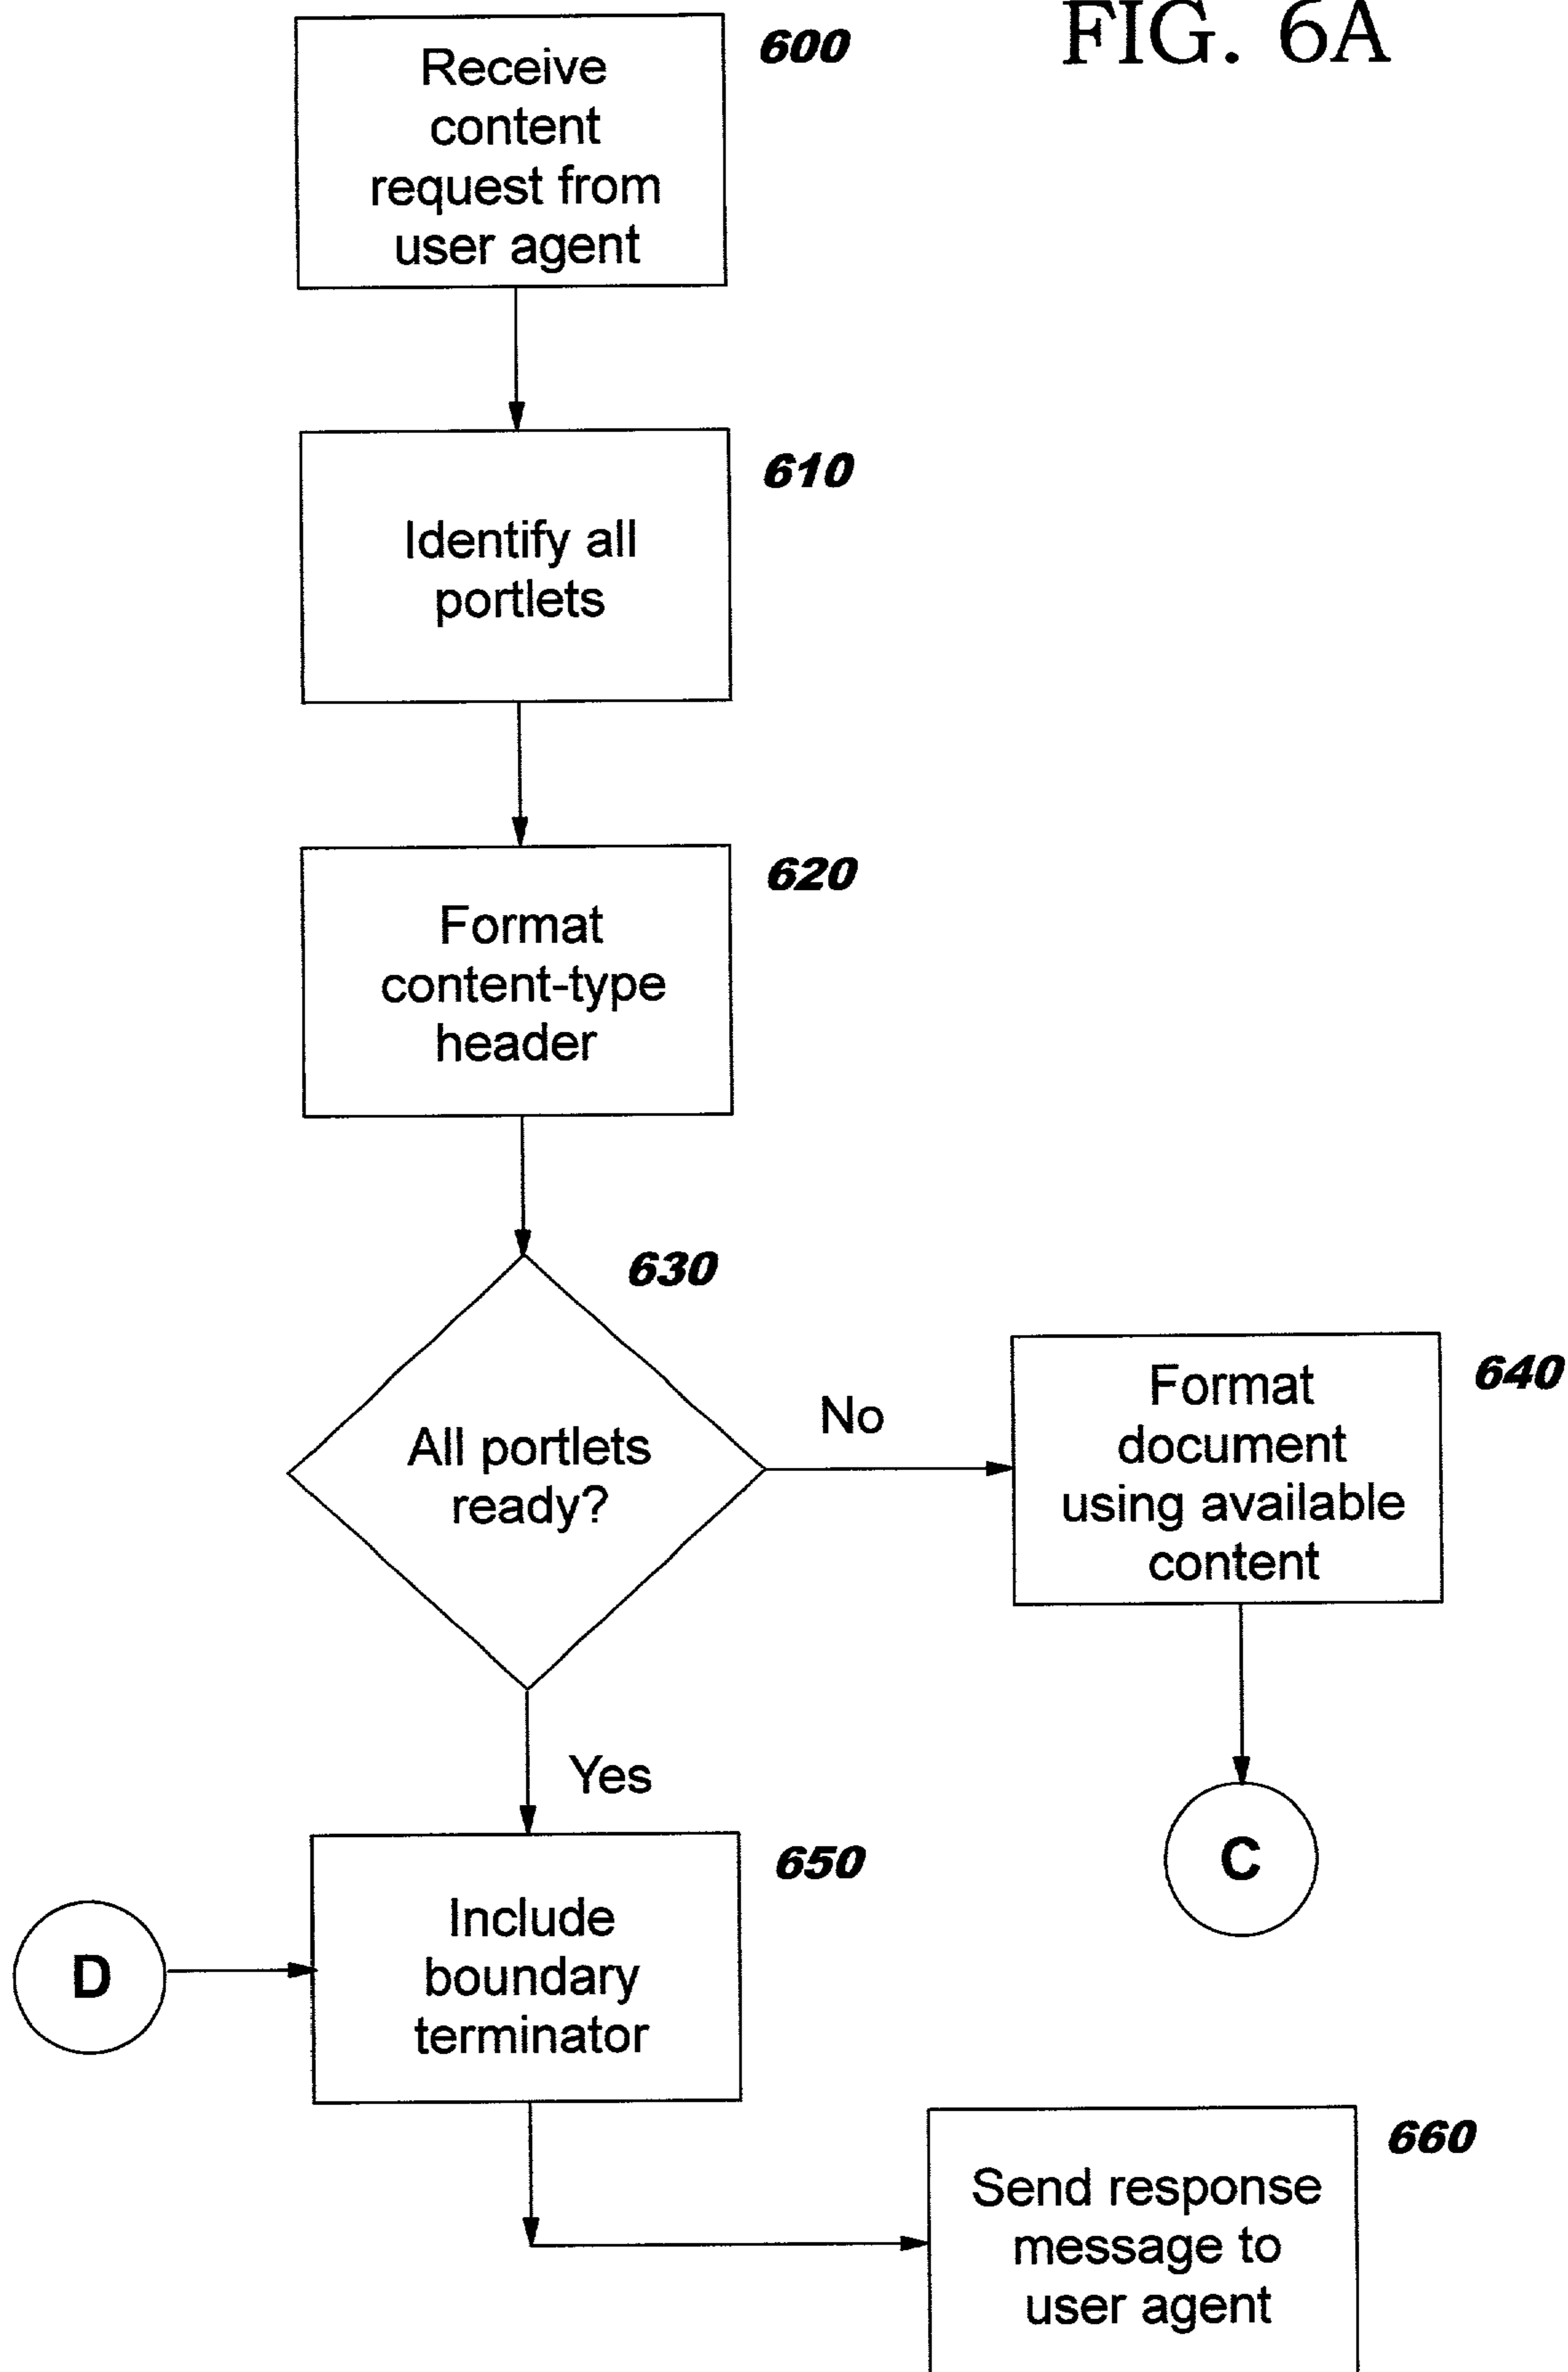 FIG. 6A
600
Receive
content
request from
user agent
610
Identify all
portlets
620
Format
content-type
header
630
All portlets
ready?
No
640
Format
document
using available
content
Yes
C
650
Include
boundary
terminator
D
660
Send response
message to
user agent